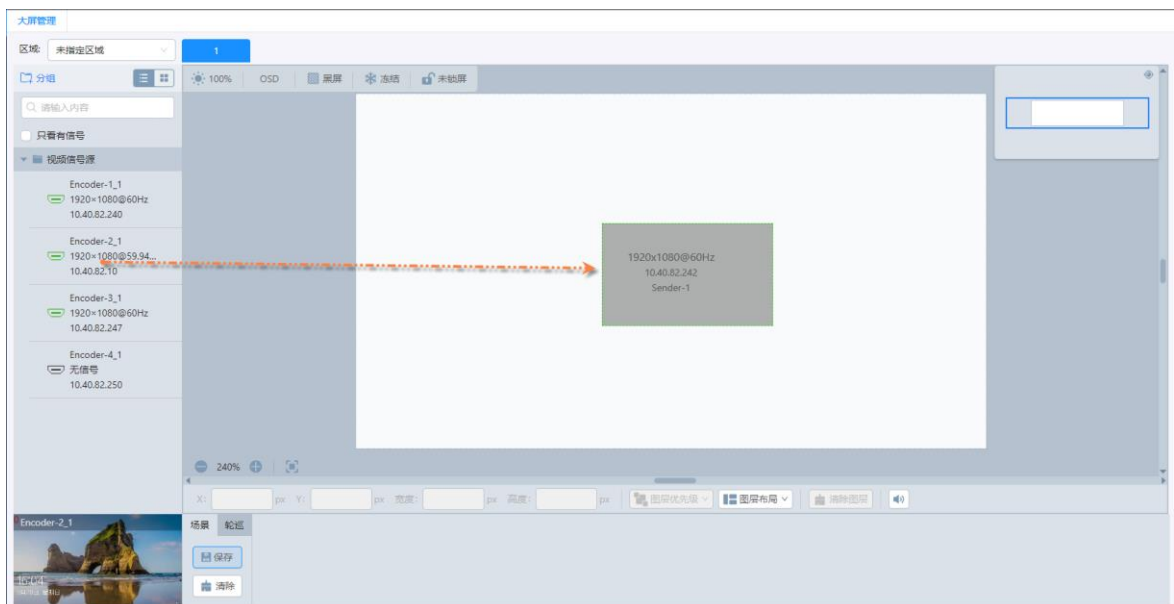 大屏管理
区域: 未指定区域
1
分组
100% OSD 黑屏 冻结 未锁屏
请输入内容
只看有信号
视频信号源
Encoder-1_1
1920×1080@60Hz
10.40.82.240
Encoder-2_1
1920×1080@59.94...
10.40.82.10
Encoder-3_1
1920×1080@60Hz
10.40.82.247
Encoder-4_1
无信号
10.40.82.250
1920x1080@60Hz
10.40.82.242
Sender-1
240%
X: px Y: px 宽度: px 高度: px 图层优先级 图层布局 清除图层
Encoder-2_1
16:04
场景 轮巡
保存
清除